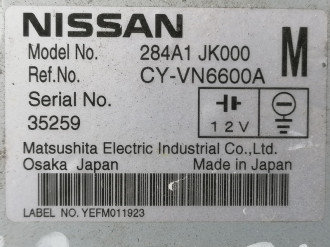 NISSAN
Model No. 284A1 JK000 M
Ref.No. CY-VN6600A
Serial No.
35259 12V
Matsushita Electric Industrial Co.,Ltd.
Osaka Japan Made in Japan
LABEL NO. YEFM011923